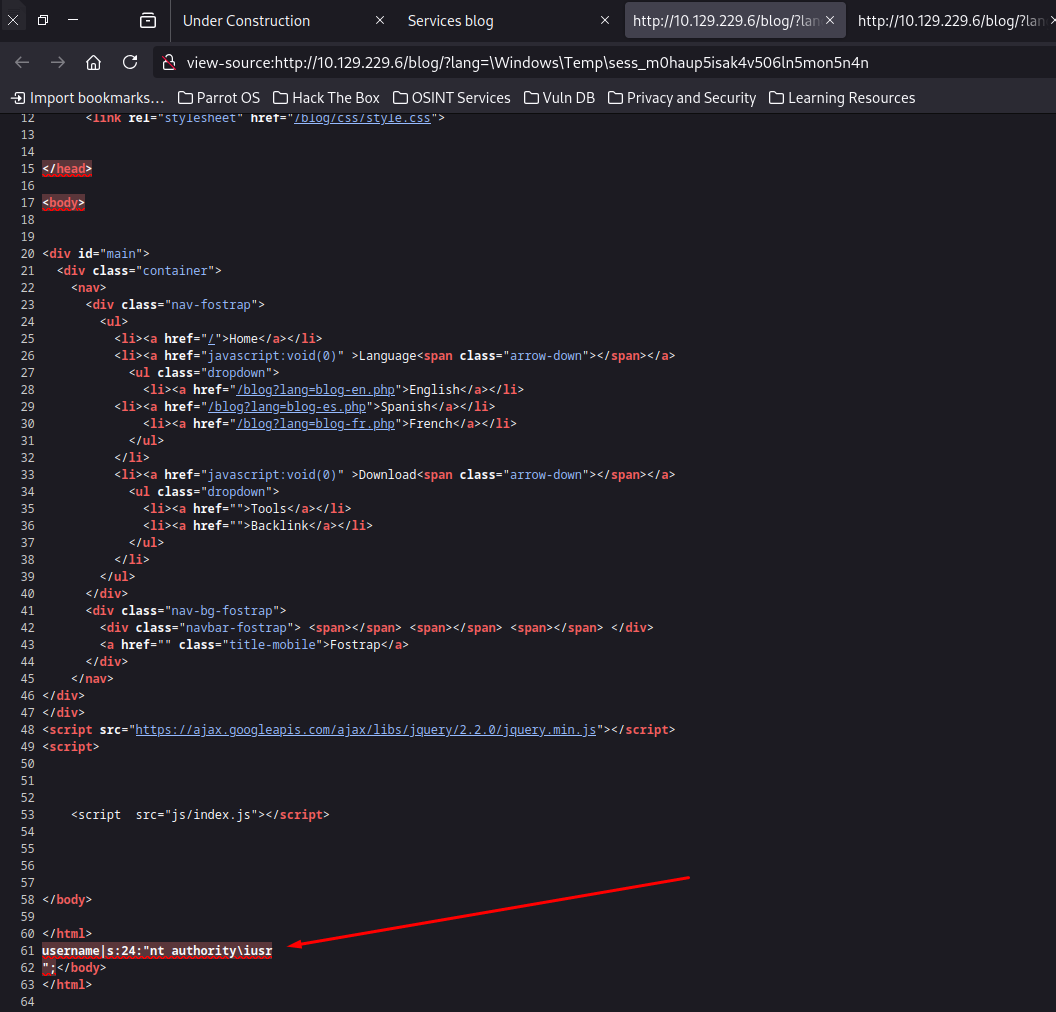 Under Construction
Services blog
http://10.129.229.6/blog/?lan
http://10.129.229.6/blog/?lan
view-source:http://10.129.229.6/blog/?lang=\Windows\Temp\sess_m0haup5isak4v506ln5mon5n4n
Import bookmarks… Parrot OS Hack The Box OSINT Services Vuln DB Privacy and Security Learning Resources
12 <link rel="stylesheet" href="/blog/css/style.css">
13
14
15 </head>
16
17 <body>
18
19
20 <div id="main">
21 <div class="container">
22 <nav>
23 <div class="nav-fostrap">
24 <ul>
25 <li><a href="/">Home</a></li>
26 <li><a href="javascript:void(0)" >Language<span class="arrow-down"></span></a>
27 <ul class="dropdown">
28 <li><a href="/blog?lang=blog-en.php">English</a></li>
29 <li><a href="/blog?lang=blog-es.php">Spanish</a></li>
30 <li><a href="/blog?lang=blog-fr.php">French</a></li>
31 </ul>
32 </li>
33 <li><a href="javascript:void(0)" >Download<span class="arrow-down"></span></a>
34 <ul class="dropdown">
35 <li><a href="">Tools</a></li>
36 <li><a href="">Backlink</a></li>
37 </ul>
38 </li>
39 </ul>
40 </div>
41 <div class="nav-bg-fostrap">
42 <div class="navbar-fostrap"> <span></span> <span></span> <span></span> </div>
43 <a href="" class="title-mobile">Fostrap</a>
44 </div>
45 </nav>
46 </div>
47 </div>
48 <script src="https://ajax.googleapis.com/ajax/libs/jquery/2.2.0/jquery.min.js"></script>
49 <script>
50
51
52
53 <script  src="js/index.js"></script>
54
55
56
57
58 </body>
59
60 </html>
61 username|s:24:"nt authority\iusr
62 ";</body>
63 </html>
64